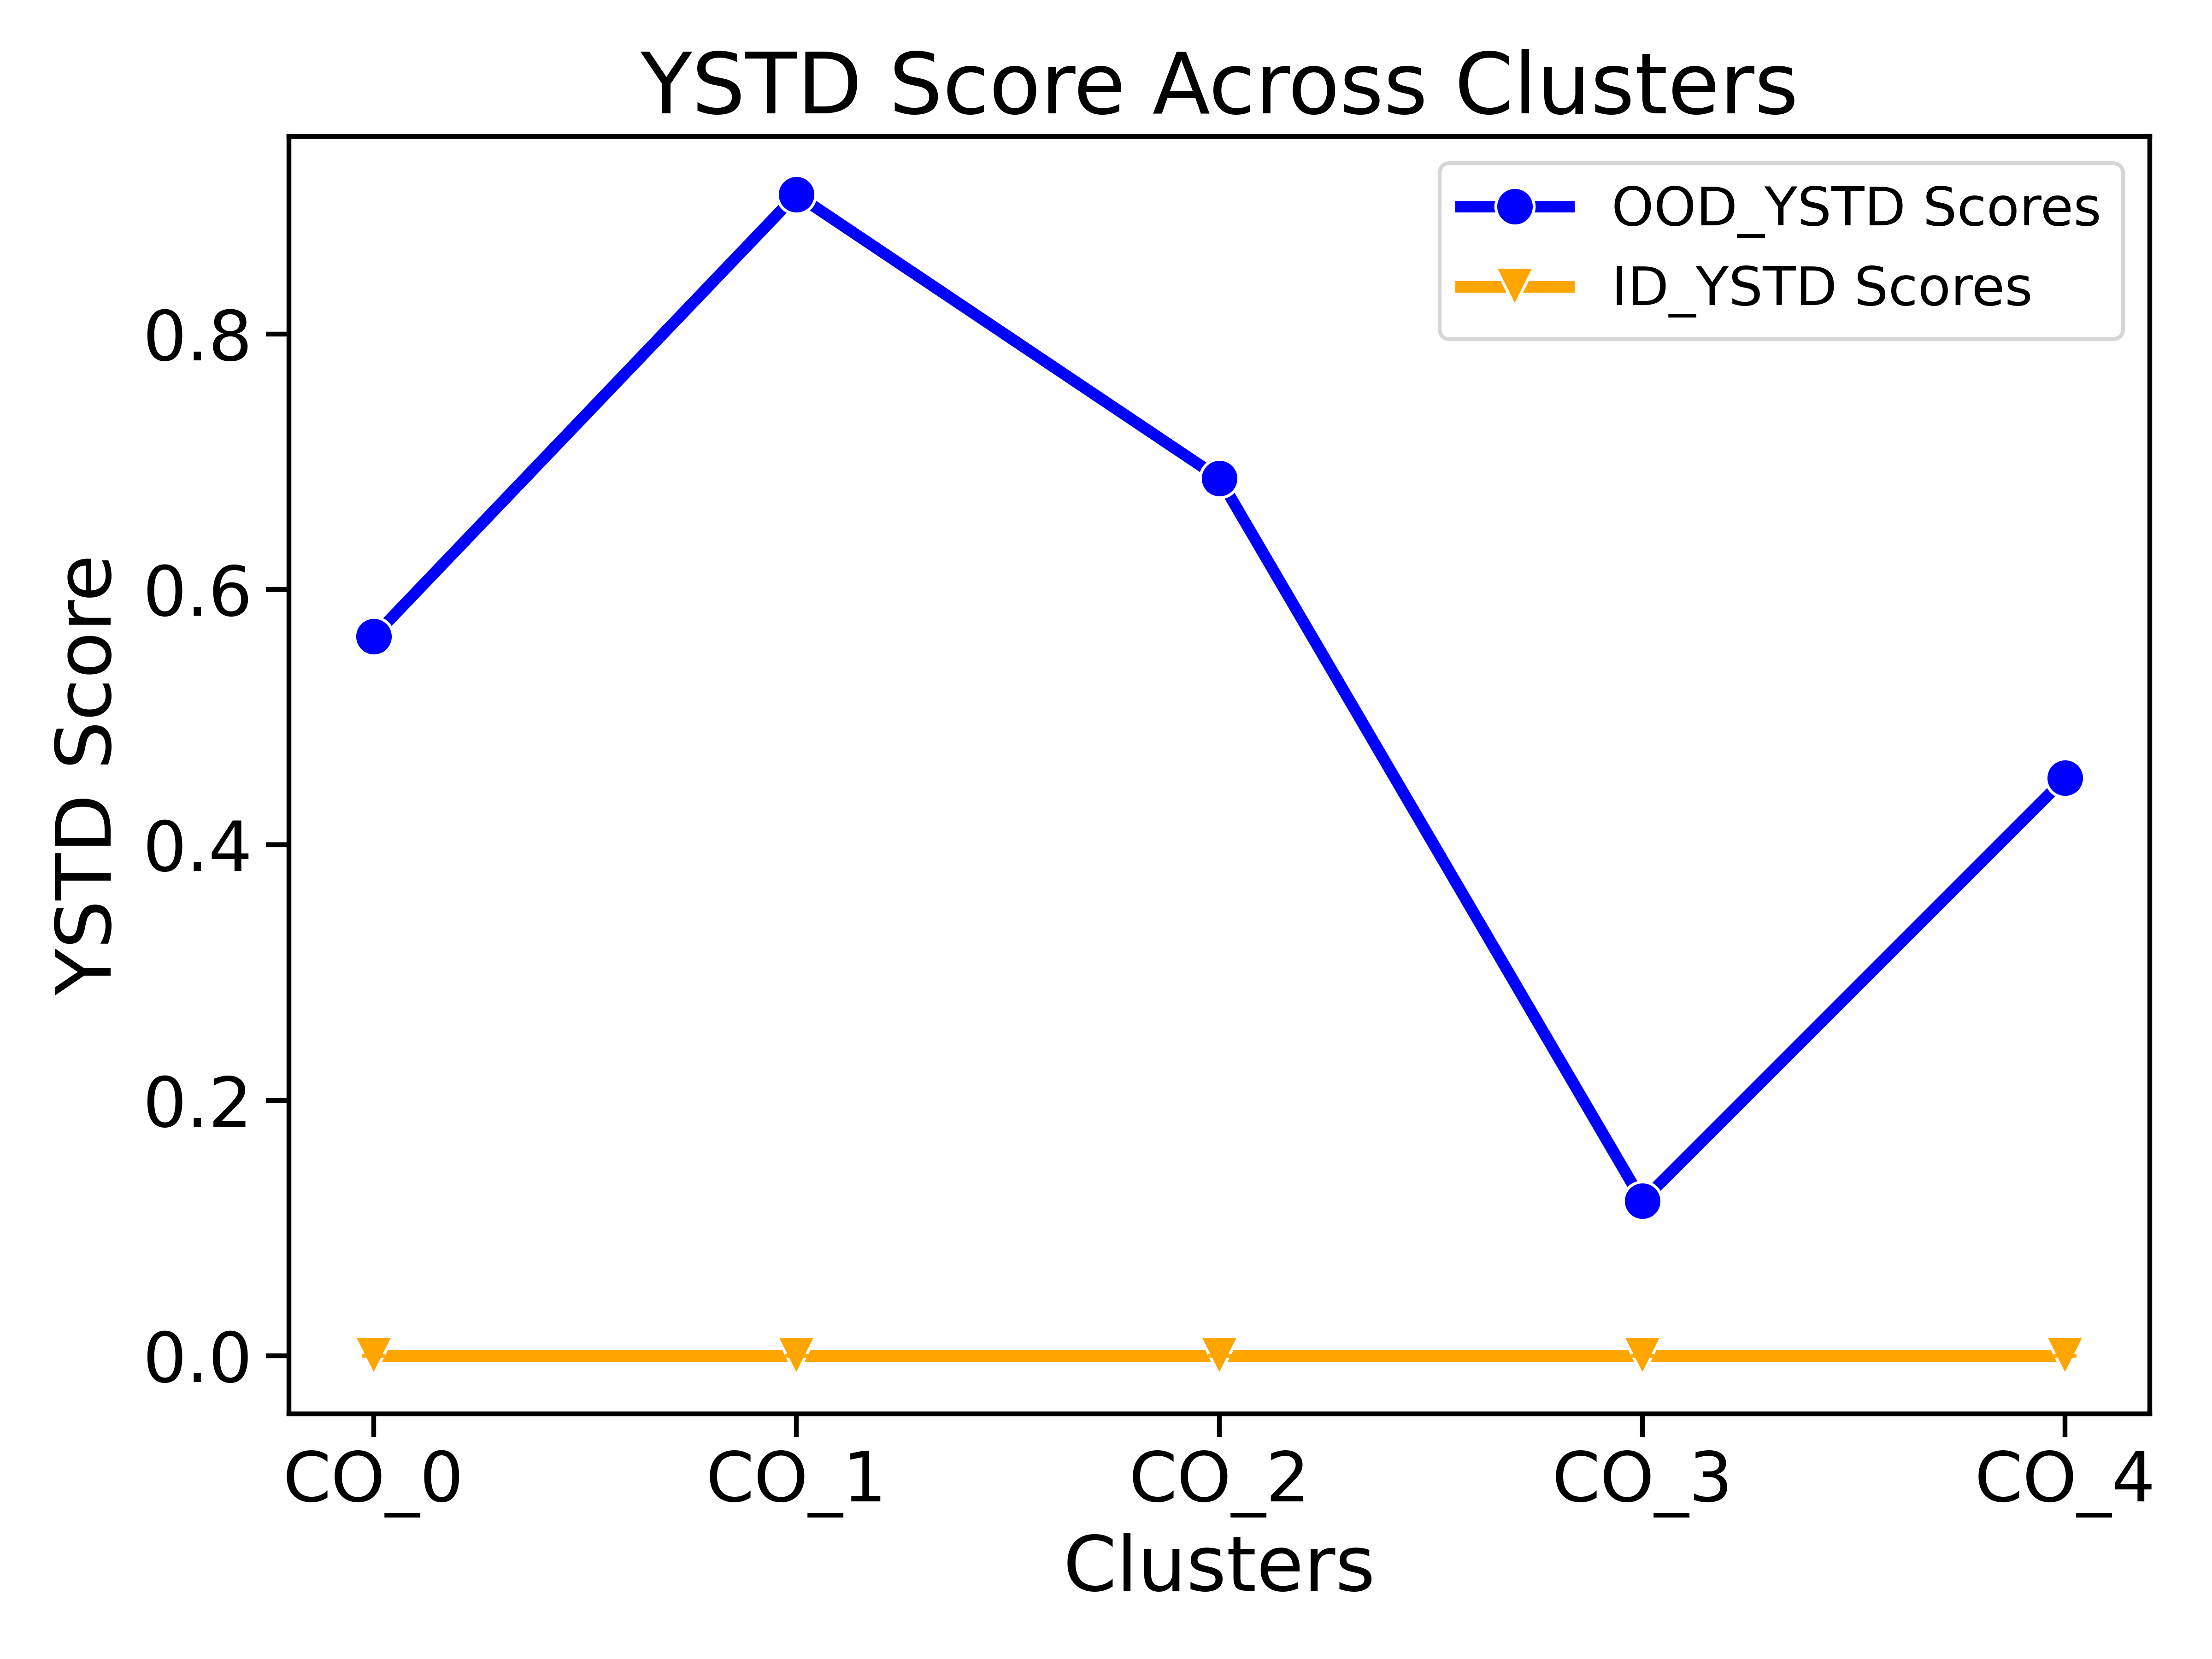 YSTD Score Across Clusters
OOD_YSTD Scores
ID_YSTD Scores
YSTD Score
0.8
0.6
0.4
0.2
0.0
CO_0 CO_1 CO_2 CO_3 CO_4
Clusters